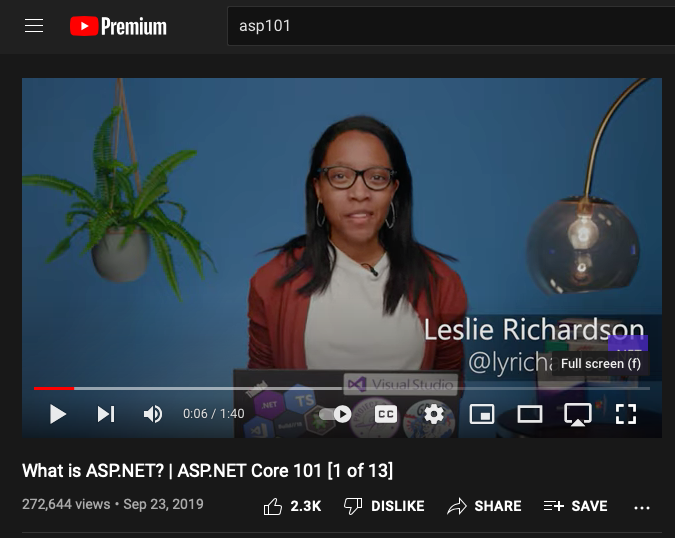 Premium
asp101
Leslie Richardson
@lyricha
Full screen (f)
Visual Studio
.NET
TS
0:06 / 1:40
CC
What is ASP.NET? | ASP.NET Core 101 [1 of 13]
272,644 views • Sep 23, 2019
2.3K
DISLIKE
SHARE
SAVE